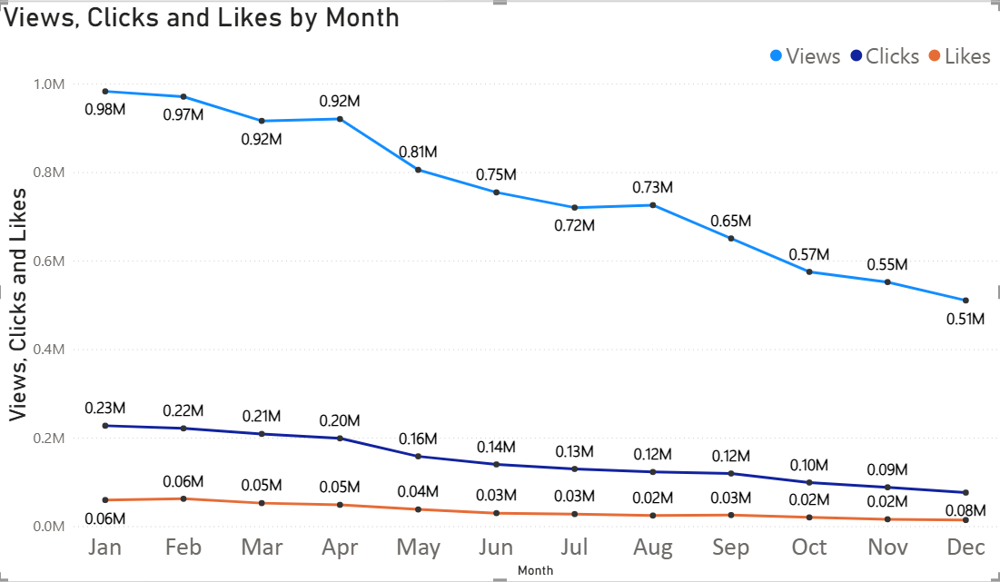 Views, Clicks and Likes by Month
Views Clicks Likes
Views, Clicks and Likes
1.0M
0.8M
0.6M
0.4M
0.2M
0.0M
0.98M 0.97M 0.92M 0.92M 0.81M 0.75M 0.72M 0.73M 0.65M 0.57M 0.55M 0.51M
0.23M 0.22M 0.21M 0.20M 0.16M 0.14M 0.13M 0.12M 0.12M 0.10M 0.09M 0.08M
0.06M 0.06M 0.05M 0.05M 0.04M 0.03M 0.03M 0.02M 0.03M 0.02M 0.02M
Jan Feb Mar Apr May Jun Jul Aug Sep Oct Nov Dec
Month